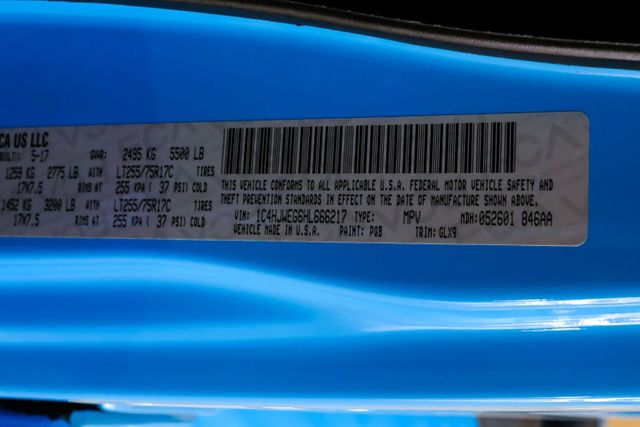 CA US LLC
5-17 GVWR: 2495 KG 5500 LB
1259 KG 2775 LB WITH LT255/75R17C TIRES
17X7.5 RIMS AT 255 KPA ( 37 PSI) COLD
1452 KG 3200 LB WITH LT255/75R17C TIRES
17X7.5 RIMS AT 255 KPA ( 37 PSI) COLD
THIS VEHICLE CONFORMS TO ALL APPLICABLE U.S.A. FEDERAL MOTOR VEHICLE SAFETY AND
THEFT PREVENTION STANDARDS IN EFFECT ON THE DATE OF MANUFACTURE SHOWN ABOVE.
VIN: 1C4HJWEG6HL666217 TYPE: MPV MDH:052601 846AA
VEHICLE MADE IN U.S.A. PAINT: PQB TRIM: GLX9